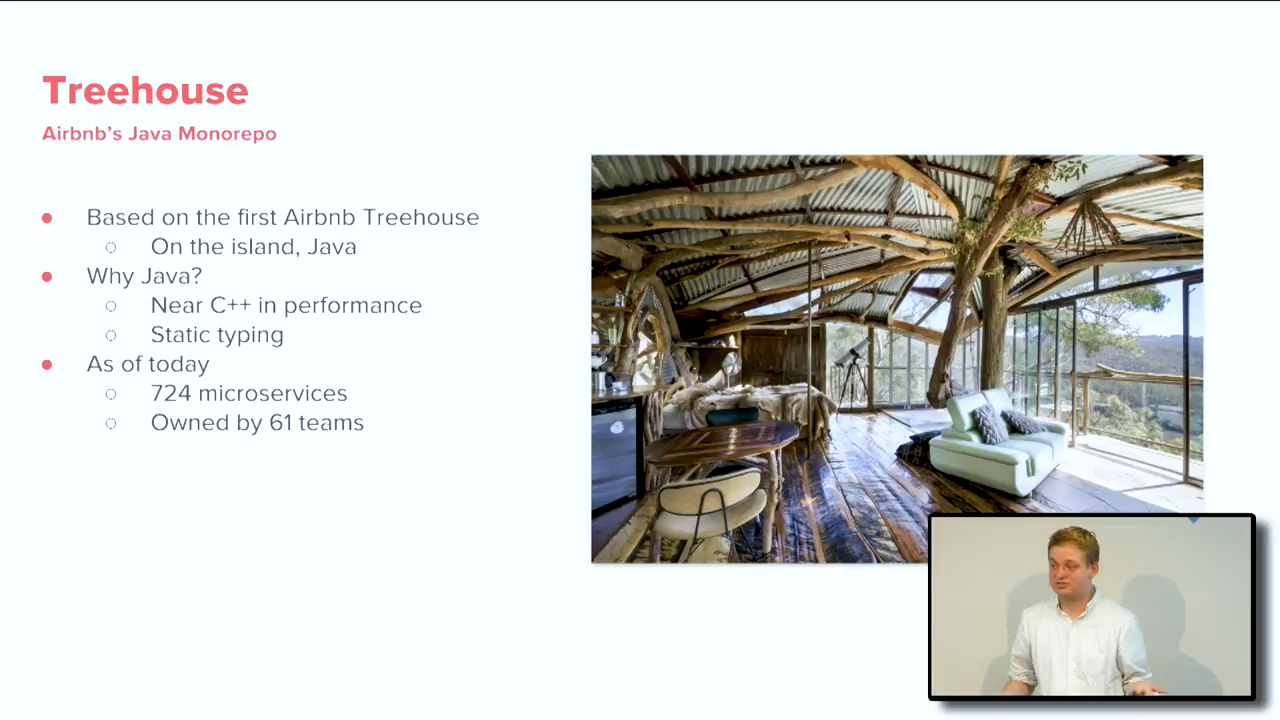 Treehouse
Airbnb's Java Monorepo
Based on the first Airbnb Treehouse
On the island, Java
Why Java?
Near C++ in performance
Static typing
As of today
724 microservices
Owned by 61 teams